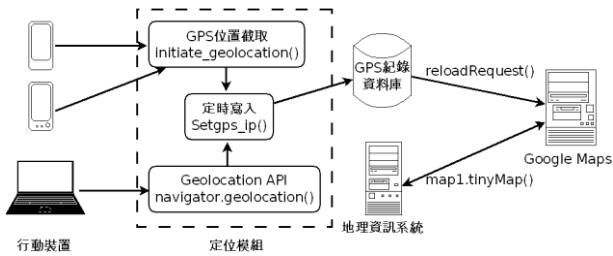 GPS位置截取
initiate_geolocation()
定時寫入
Setgps_ip()
Geolocation API
navigator.geolocation()
GPS紀錄
資料庫
reloadRequest()
Google Maps
map1.tinyMap()
地理資訊系統
行動裝置
定位模組